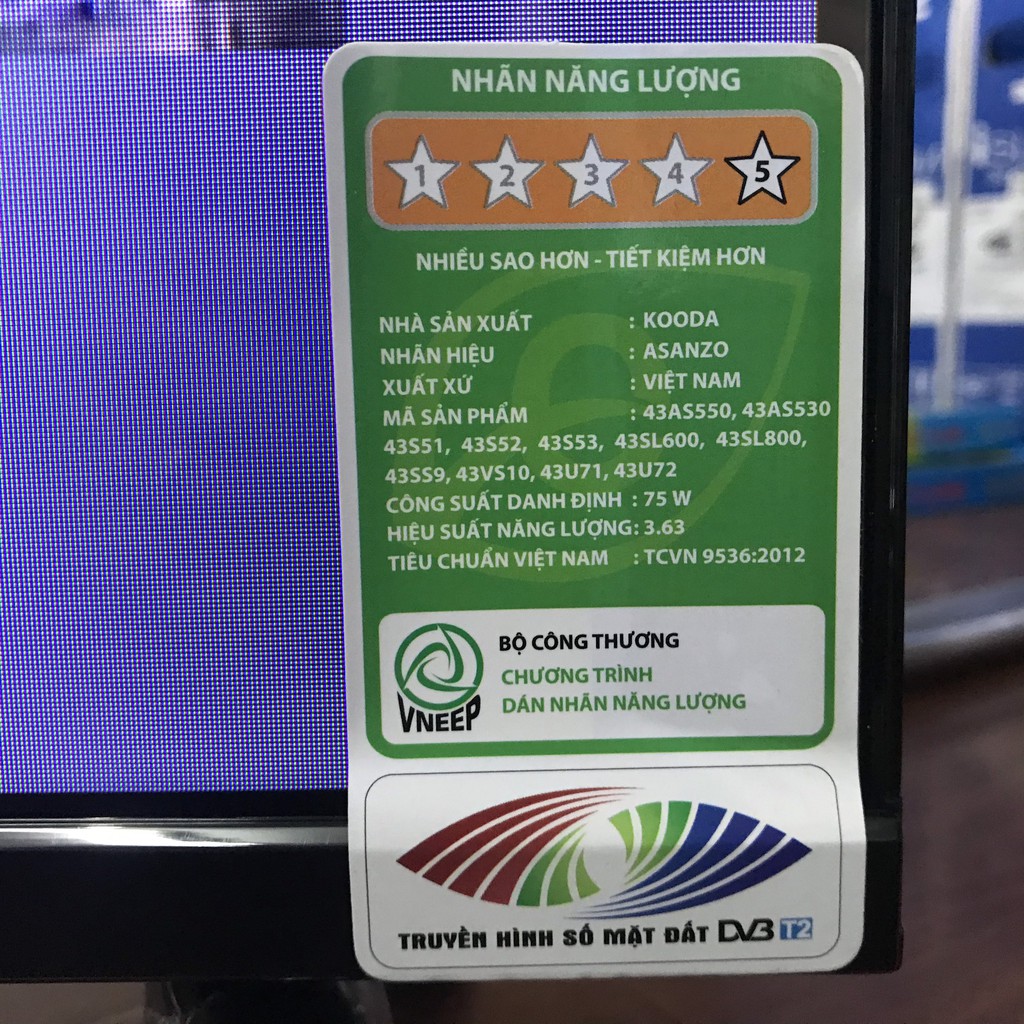 NHÃN NĂNG LƯỢNG
1 2 3 4 5
NHIỀU SAO HƠN - TIẾT KIỆM HƠN
NHÀ SẢN XUẤT : KOODA
NHÃN HIỆU : ASANZO
XUẤT XỨ : VIỆT NAM
MÃ SẢN PHẨM : 43AS550, 43AS530
43S51, 43S52, 43S53, 43SL600, 43SL800,
43SS9, 43VS10, 43U71, 43U72
CÔNG SUẤT DANH ĐỊNH : 75 W
HIỆU SUẤT NĂNG LƯỢNG: 3.63
TIÊU CHUẨN VIỆT NAM : TCVN 9536:2012
BỘ CÔNG THƯƠNG
CHƯƠNG TRÌNH
DÁN NHÃN NĂNG LƯỢNG
VNEEP
TRUYỀN HÌNH SỐ MẶT ĐẤT DVB T2